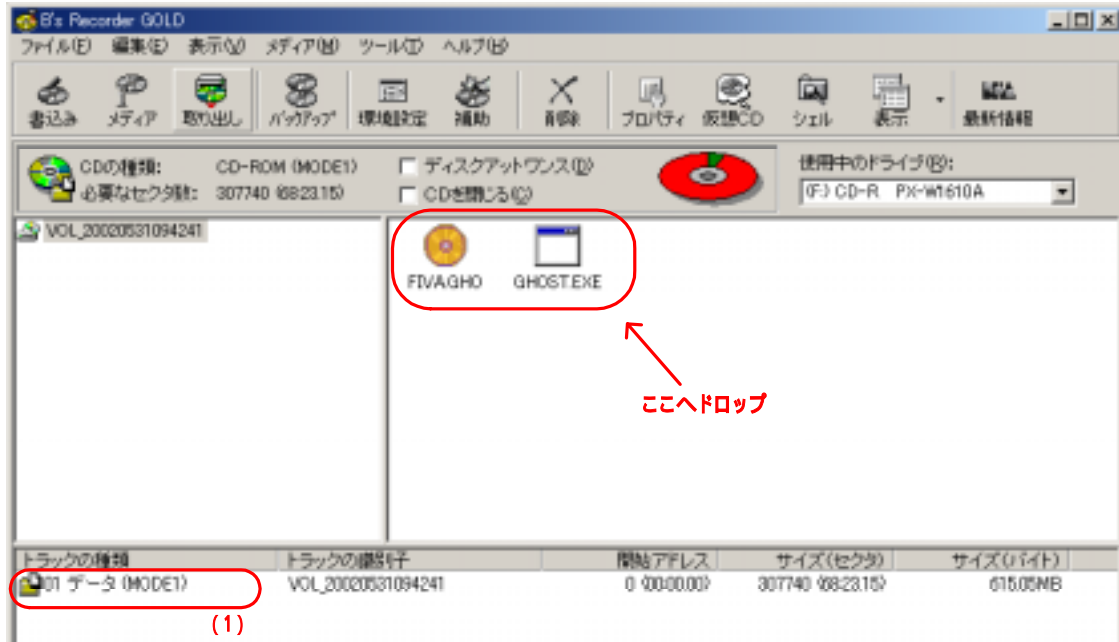 B's Recorder GOLD
ファイル(F) 編集(E) 表示(V) メディア(M) ツール(T) ヘルプ(H)
書込み メディア 取り出し バックアップ 環境設定 補助 削除 プロパティ 仮想CD シェル 表示 最新情報
CDの種類: CD-ROM (MODE1) ディスクアットワンス(D) 使用中のドライブ(R):
必要なセクタ数: 307740 (68:23.15) CDを閉じる(C) (F:) CD-R PX-W1610A
VOL_20020531094241
FIVA.GHO GHOST.EXE
ここへドロップ
トラックの種類 トラックの識別子 開始アドレス サイズ(セクタ) サイズ(バイト)
01 データ (MODE1) VOL_20020531094241 0 (00:00.00) 307740 (68:23.15) 615.05MB
(1)